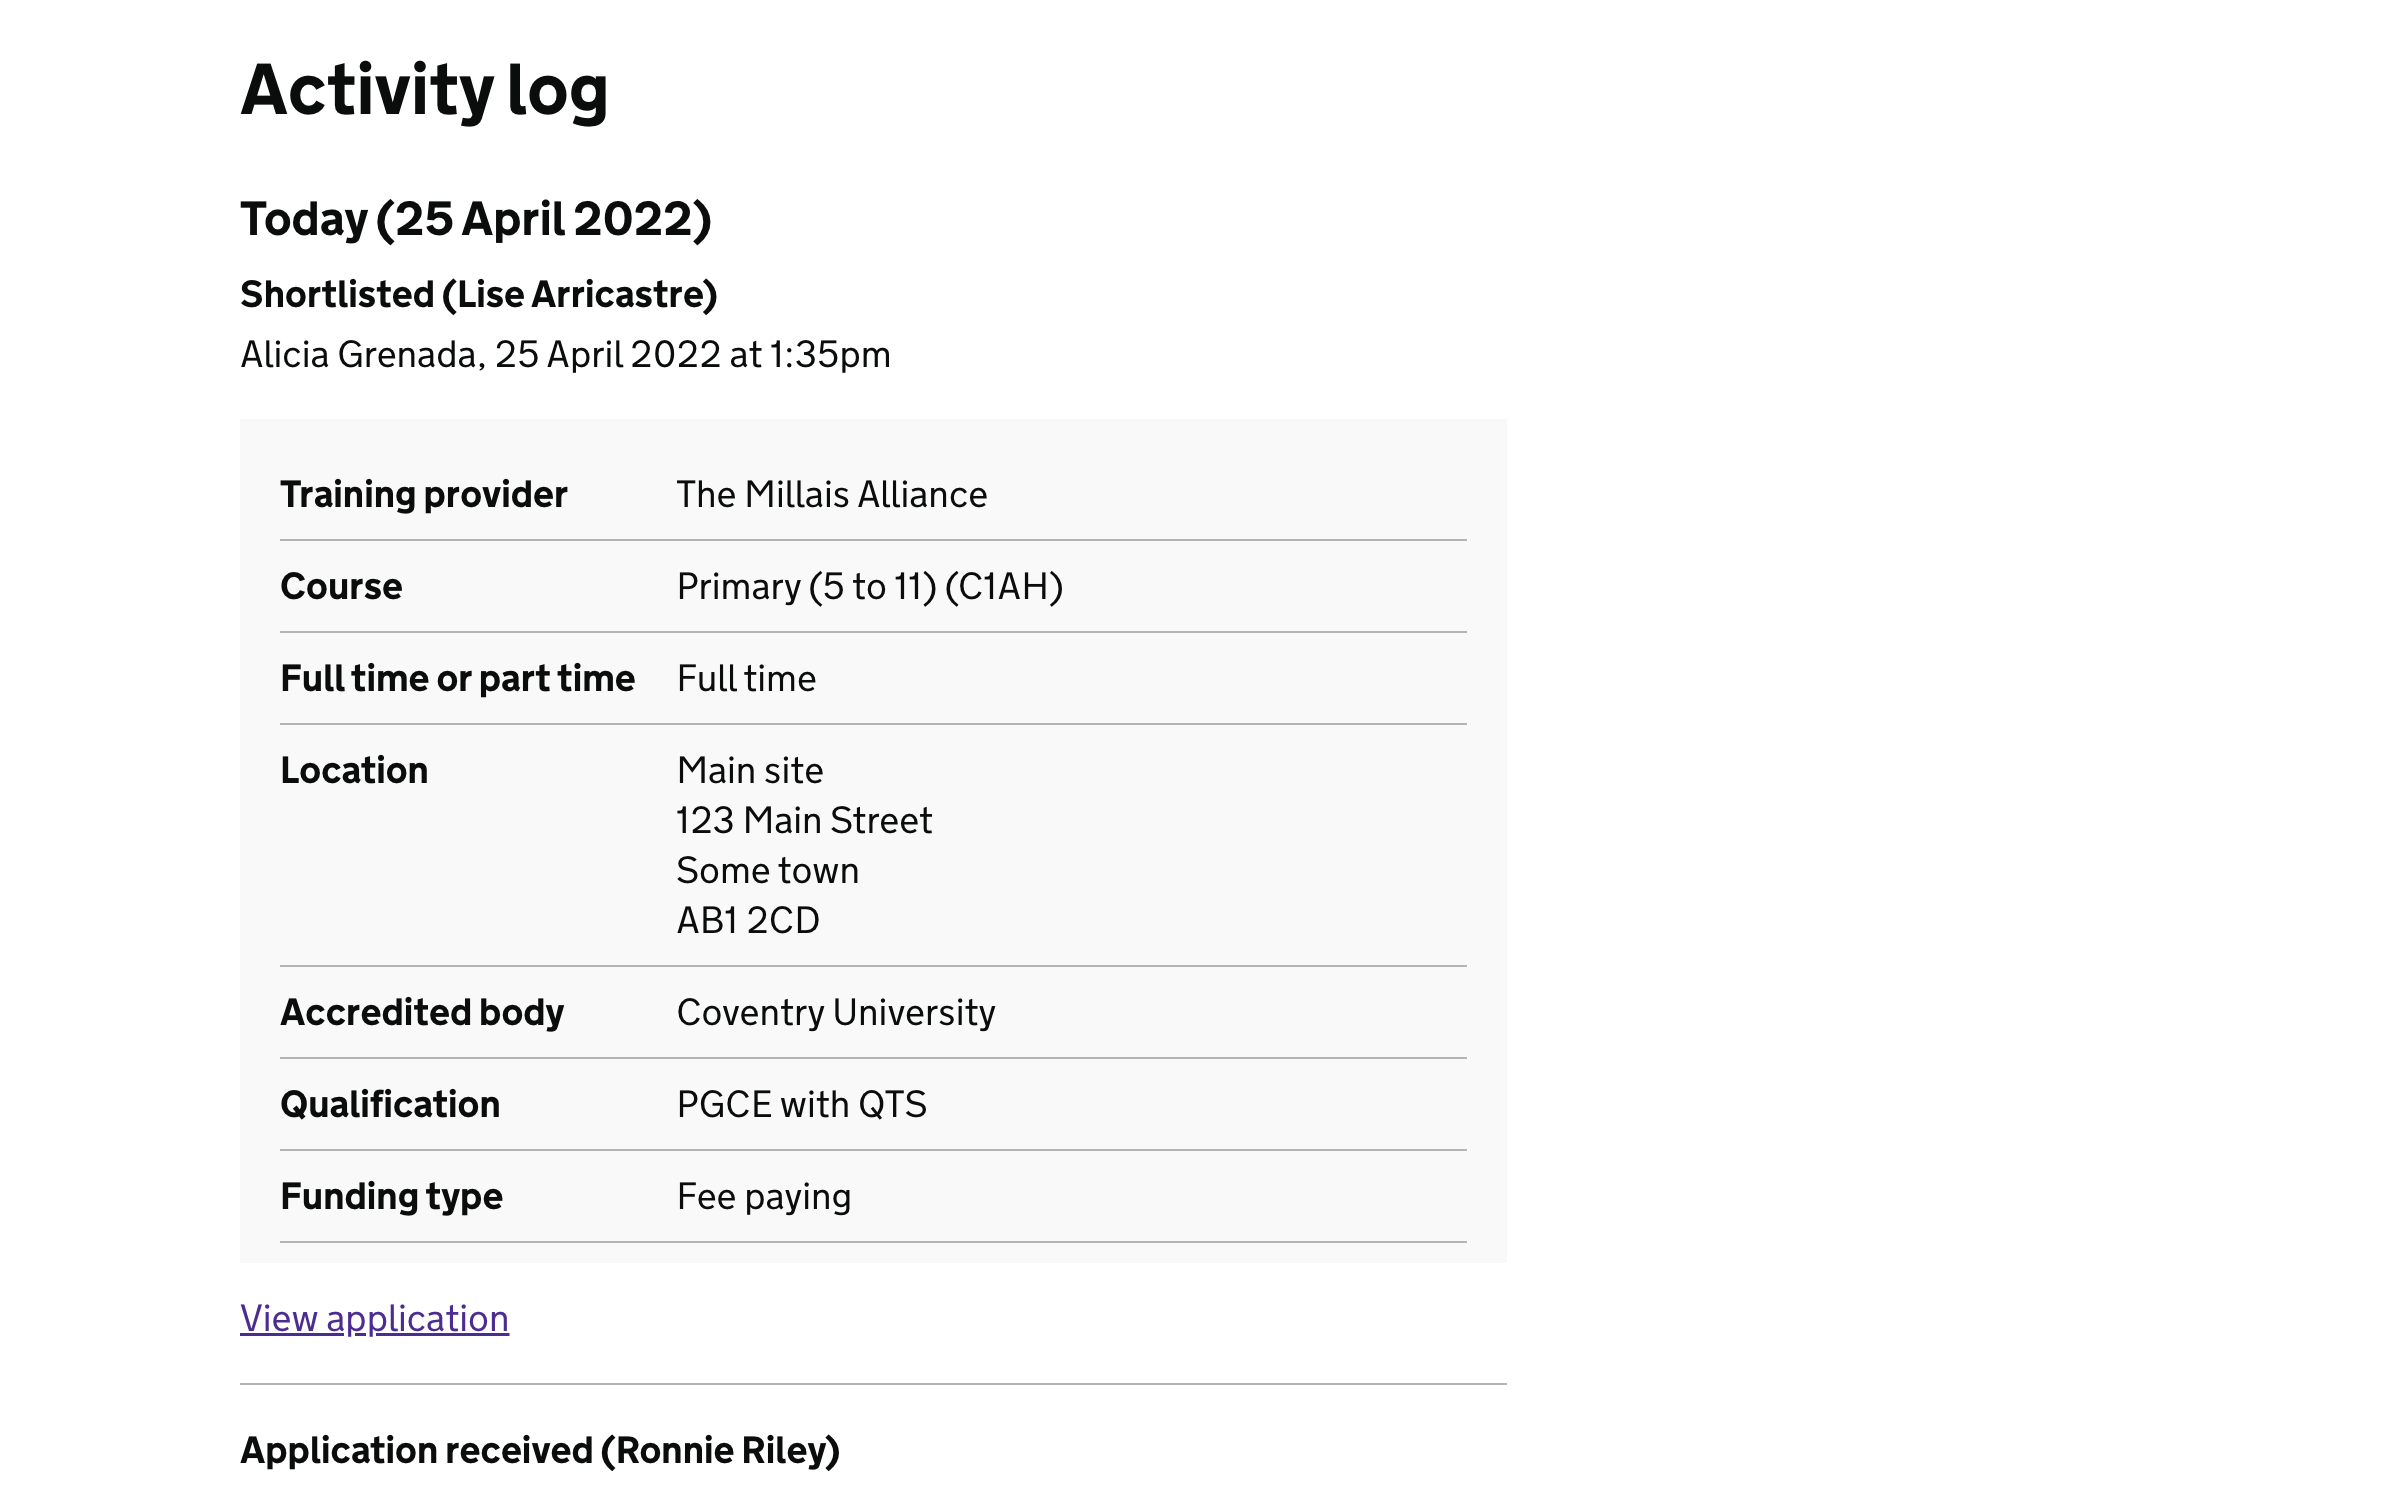 Activity log
Today (25 April 2022)
Shortlisted (Lise Arricastre)
Alicia Grenada, 25 April 2022 at 1:35pm
Training provider The Millais Alliance
Course Primary (5 to 11) (C1AH)
Full time or part time Full time
Location Main site
123 Main Street
Some town
AB1 2CD
Accredited body Coventry University
Qualification PGCE with QTS
Funding type Fee paying
View application
Application received (Ronnie Riley)